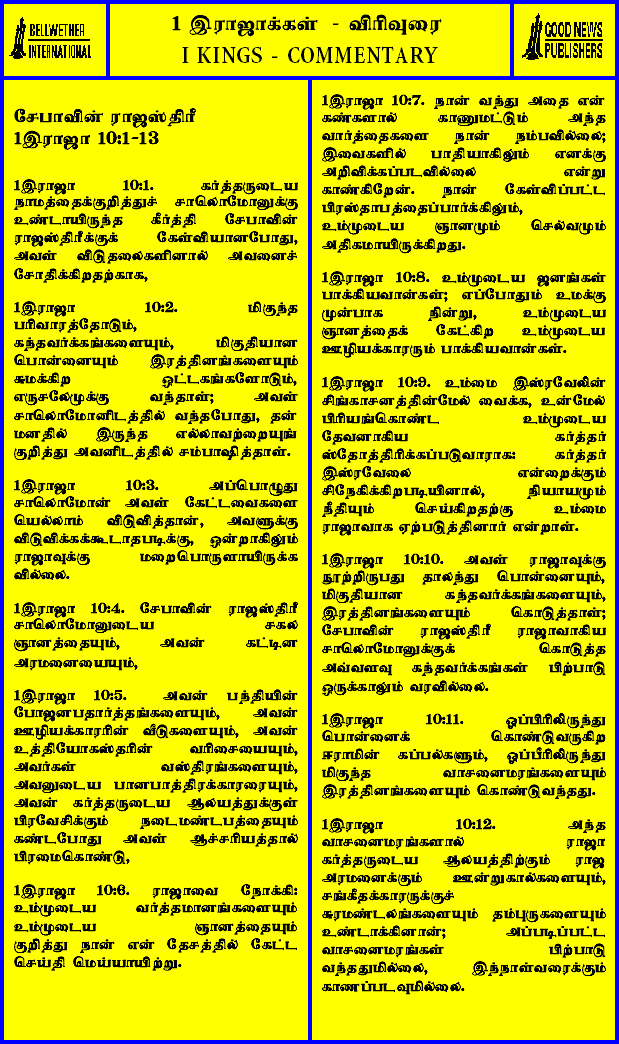 BELLWETHER
INTERNATIONAL
1 இராஜாக்கள் - விரிவுரை
I KINGS - COMMENTARY
GOOD NEWS
PUBLISHERS
சேபாவின் ராஜஸ்திரீ
1இராஜா 10:1-13
1இராஜா 10:1. கர்த்தருடைய
நாமத்தைக்குறித்துச் சாலொமோனுக்கு
உண்டாயிருந்த கீர்த்தி சேபாவின்
ராஜஸ்திரீக்குக் கேள்வியானபோது,
அவள் விடுதலைகளினால் அவனைச்
சோதிக்கிறதற்காக,
1இராஜா 10:2. மிகுந்த
பரிவாரத்தோடும்,
கந்தவர்க்கங்களையும், மிகுதியான
பொன்னையும் இரத்தினங்களையும்
சுமக்கிற ஒட்டகங்களோடும்,
எருசலேமுக்கு வந்தாள்; அவள்
சாலொமோனிடத்தில் வந்தபோது, தன்
மனதில் இருந்த எல்லாவற்றையுங்
குறித்து அவனிடத்தில் சம்பாஷித்தாள்.
1இராஜா 10:3. அப்பொழுது
சாலொமோன் அவள் கேட்டவைகளை
யெல்லாம் விடுவித்தான், அவளுக்கு
விடுவிக்கக்கூடாதபடிக்கு, ஒன்றாகிலும்
ராஜாவுக்கு மறைபொருளாயிருக்க
வில்லை.
1இராஜா 10:4. சேபாவின் ராஜஸ்திரீ
சாலொமோனுடைய சகல
ஞானத்தையும், அவன் கட்டின
அரமனையையும்,
1இராஜா 10:5. அவன் பந்தியின்
போஜனபதார்த்தங்களையும், அவன்
ஊழியக்காரரின் வீடுகளையும், அவன்
உத்தியோகஸ்தரின் வரிசையையும்,
அவர்கள் வஸ்திரங்களையும்,
அவனுடைய பானபாத்திரக்காரரையும்,
அவன் கர்த்தருடைய ஆலயத்துக்குள்
பிரவேசிக்கும் நடைமண்டபத்தையும்
கண்டபோது அவள் ஆச்சரியத்தால்
பிரமைகொண்டு,
1இராஜா 10:6. ராஜாவை நோக்கி:
உம்முடைய வர்த்தமானங்களையும்
உம்முடைய ஞானத்தையும்
குறித்து நான் என் தேசத்தில் கேட்ட
செய்தி மெய்யாயிற்று.
1இராஜா 10:7. நான் வந்து அதை என்
கண்களால் காணுமட்டும் அந்த
வார்த்தைகளை நான் நம்பவில்லை;
இவைகளில் பாதியாகிலும் எனக்கு
அறிவிக்கப்படவில்லை என்று
காண்கிறேன். நான் கேள்விப்பட்ட
பிரஸ்தாபத்தைப்பார்க்கிலும்,
உம்முடைய ஞானமும் செல்வமும்
அதிகமாயிருக்கிறது.
1இராஜா 10:8. உம்முடைய ஜனங்கள்
பாக்கியவான்கள்; எப்போதும் உமக்கு
முன்பாக நின்று, உம்முடைய
ஞானத்தைக் கேட்கிற உம்முடைய
ஊழியக்காரரும் பாக்கியவான்கள்.
1இராஜா 10:9. உம்மை இஸ்ரவேலின்
சிங்காசனத்தின்மேல் வைக்க, உன்மேல்
பிரியங்கொண்ட உம்முடைய
தேவனாகிய கர்த்தர்
ஸ்தோத்திரிக்கப்படுவாராக: கர்த்தர்
இஸ்ரவேலை என்றைக்கும்
சிநேகிக்கிறபடியினால், நியாயமும்
நீதியும் செய்கிறதற்கு உம்மை
ராஜாவாக ஏற்படுத்தினார் என்றாள்.
1இராஜா 10:10. அவள் ராஜாவுக்கு
நூற்றிருபது தாலந்து பொன்னையும்,
மிகுதியான கந்தவர்க்கங்களையும்,
இரத்தினங்களையும் கொடுத்தாள்;
சேபாவின் ராஜஸ்திரீ ராஜாவாகிய
சாலொமோனுக்குக் கொடுத்த
அவ்வளவு கந்தவர்க்கங்கள் பிற்பாடு
ஒருக்காலும் வரவில்லை.
1இராஜா 10:11. ஒப்பிரிலிருந்து
பொன்னைக் கொண்டுவருகிற
ஈராமின் கப்பல்களும், ஒப்பீரிலிருந்து
மிகுந்த வாசனைமரங்களையும்
இரத்தினங்களையும் கொண்டுவந்தது.
1இராஜா 10:12. அந்த
வாசனைமரங்களால் ராஜா
கர்த்தருடைய ஆலயத்திற்கும் ராஜ
அரமனைக்கும் ஊன்றுகால்களையும்,
சங்கீதக்காரருக்குச்
சுரமண்டலங்களையும் தம்புருகளையும்
உண்டாக்கினான்; அப்படிப்பட்ட
வாசனைமரங்கள் பிற்பாடு
வந்ததுமில்லை, இந்நாள்வரைக்கும்
காணப்படவுமில்லை.